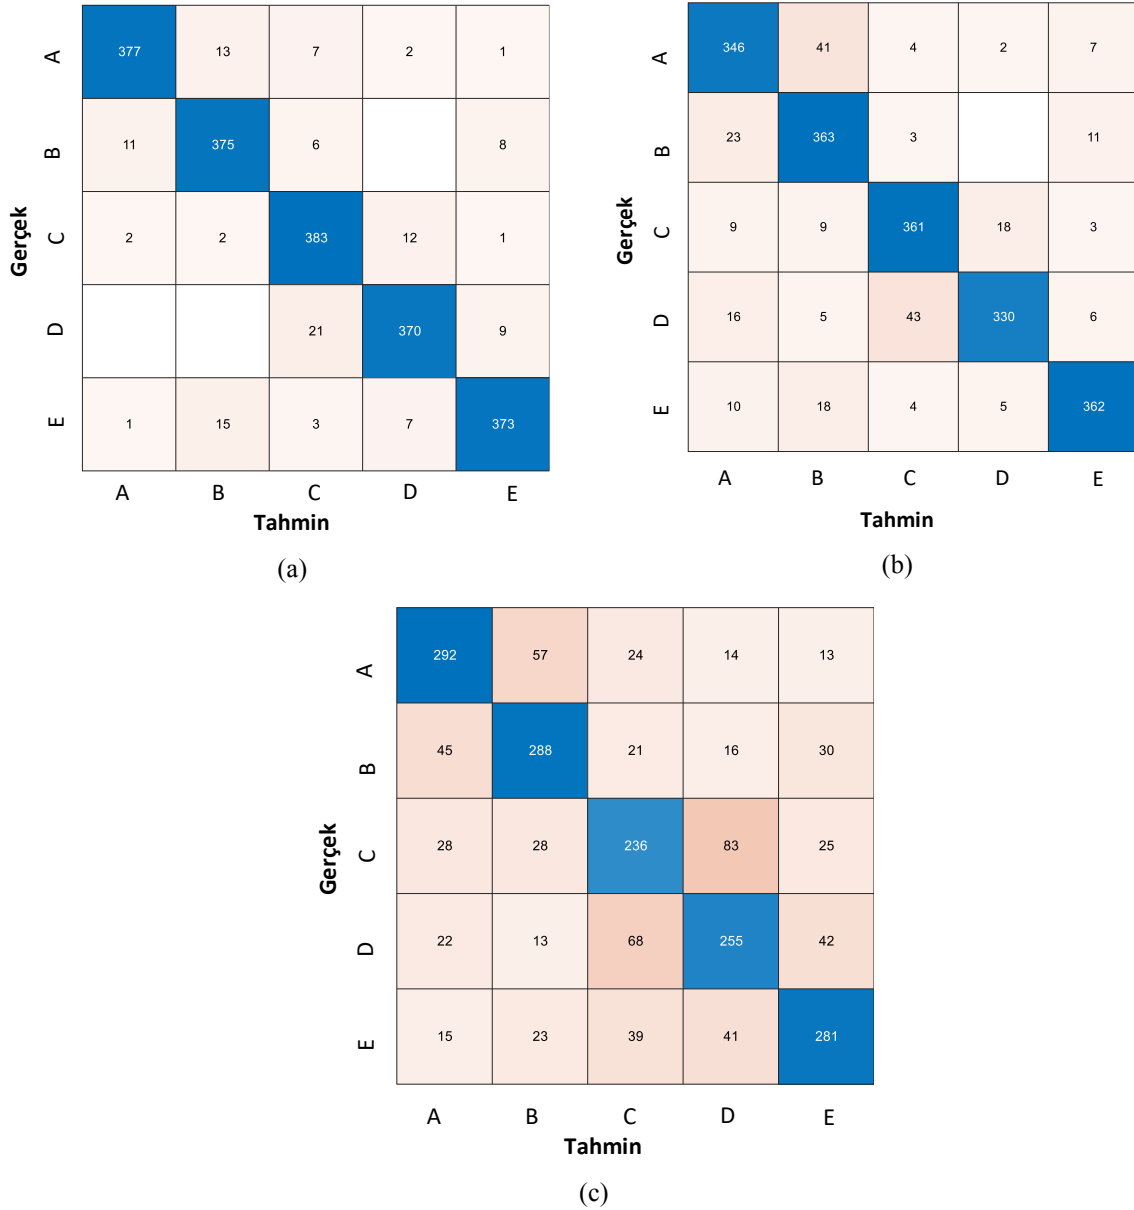 A 377 13 7 2 1
B 11 375 6 8
C 2 2 383 12 1
D 21 370 9
E 1 15 3 7 373
A B C D E
Gerçek
Tahmin
(a)
A 346 41 4 2 7
B 23 363 3 11
C 9 9 361 18 3
D 16 5 43 330 6
E 10 18 4 5 362
A B C D E
Gerçek
Tahmin
(b)
A 292 57 24 14 13
B 45 288 21 16 30
C 28 28 236 83 25
D 22 13 68 255 42
E 15 23 39 41 281
A B C D E
Gerçek
Tahmin
(c)